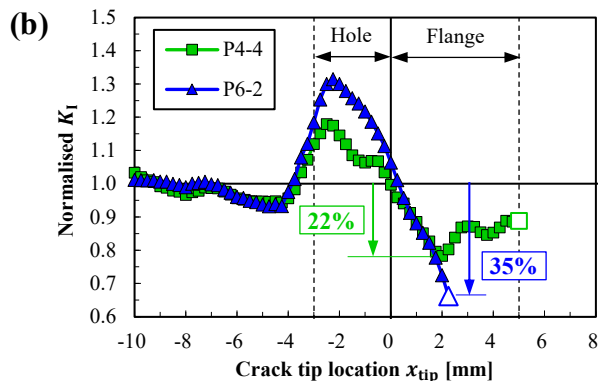 (b)
Hole
Flange
P4-4
P6-2
Normalised K_I
1.5
1.4
1.3
1.2
1.1
1.0
0.9
0.8
0.7
0.6
22%
35%
-10 -8 -6 -4 -2 0 2 4 6 8
Crack tip location x_tip [mm]